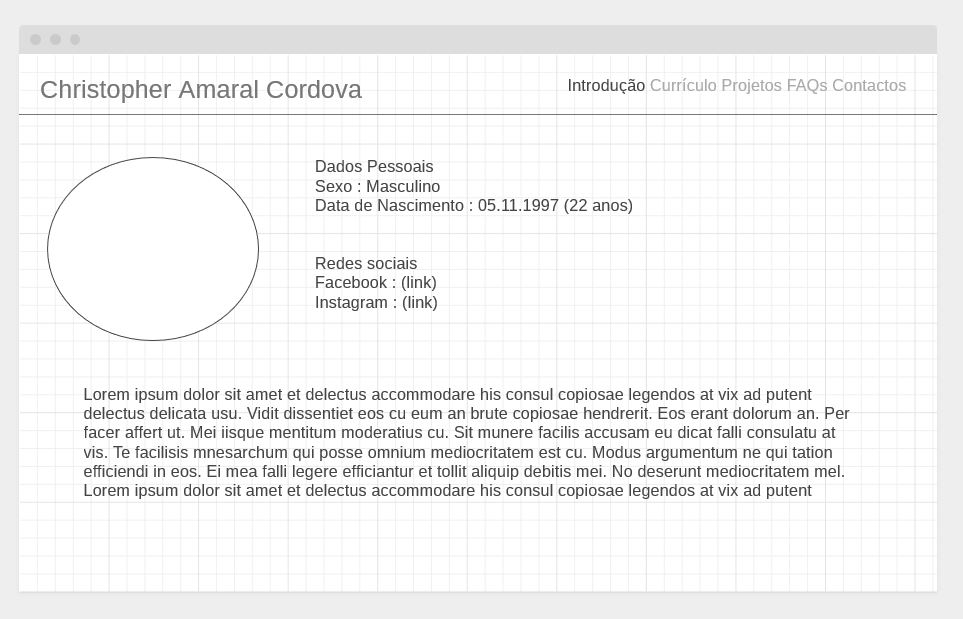 Christopher Amaral Cordova
Introdução Currículo Projetos FAQs Contactos
Dados Pessoais
Sexo : Masculino
Data de Nascimento : 05.11.1997 (22 anos)
Redes sociais
Facebook : (link)
Instagram : (link)
Lorem ipsum dolor sit amet et delectus accommodare his consul copiosae legendos at vix ad putent
delectus delicata usu. Vidit dissentiet eos cu eum an brute copiosae hendrerit. Eos erant dolorum an. Per
facer affert ut. Mei iisque mentitum moderatius cu. Sit munere facilis accusam eu dicat falli consulatu at
vis. Te facilisis mnesarchum qui posse omnium mediocritatem est cu. Modus argumentum ne qui tation
efficiendi in eos. Ei mea falli legere efficiantur et tollit aliquip debitis mei. No deserunt mediocritatem mel.
Lorem ipsum dolor sit amet et delectus accommodare his consul copiosae legendos at vix ad putent